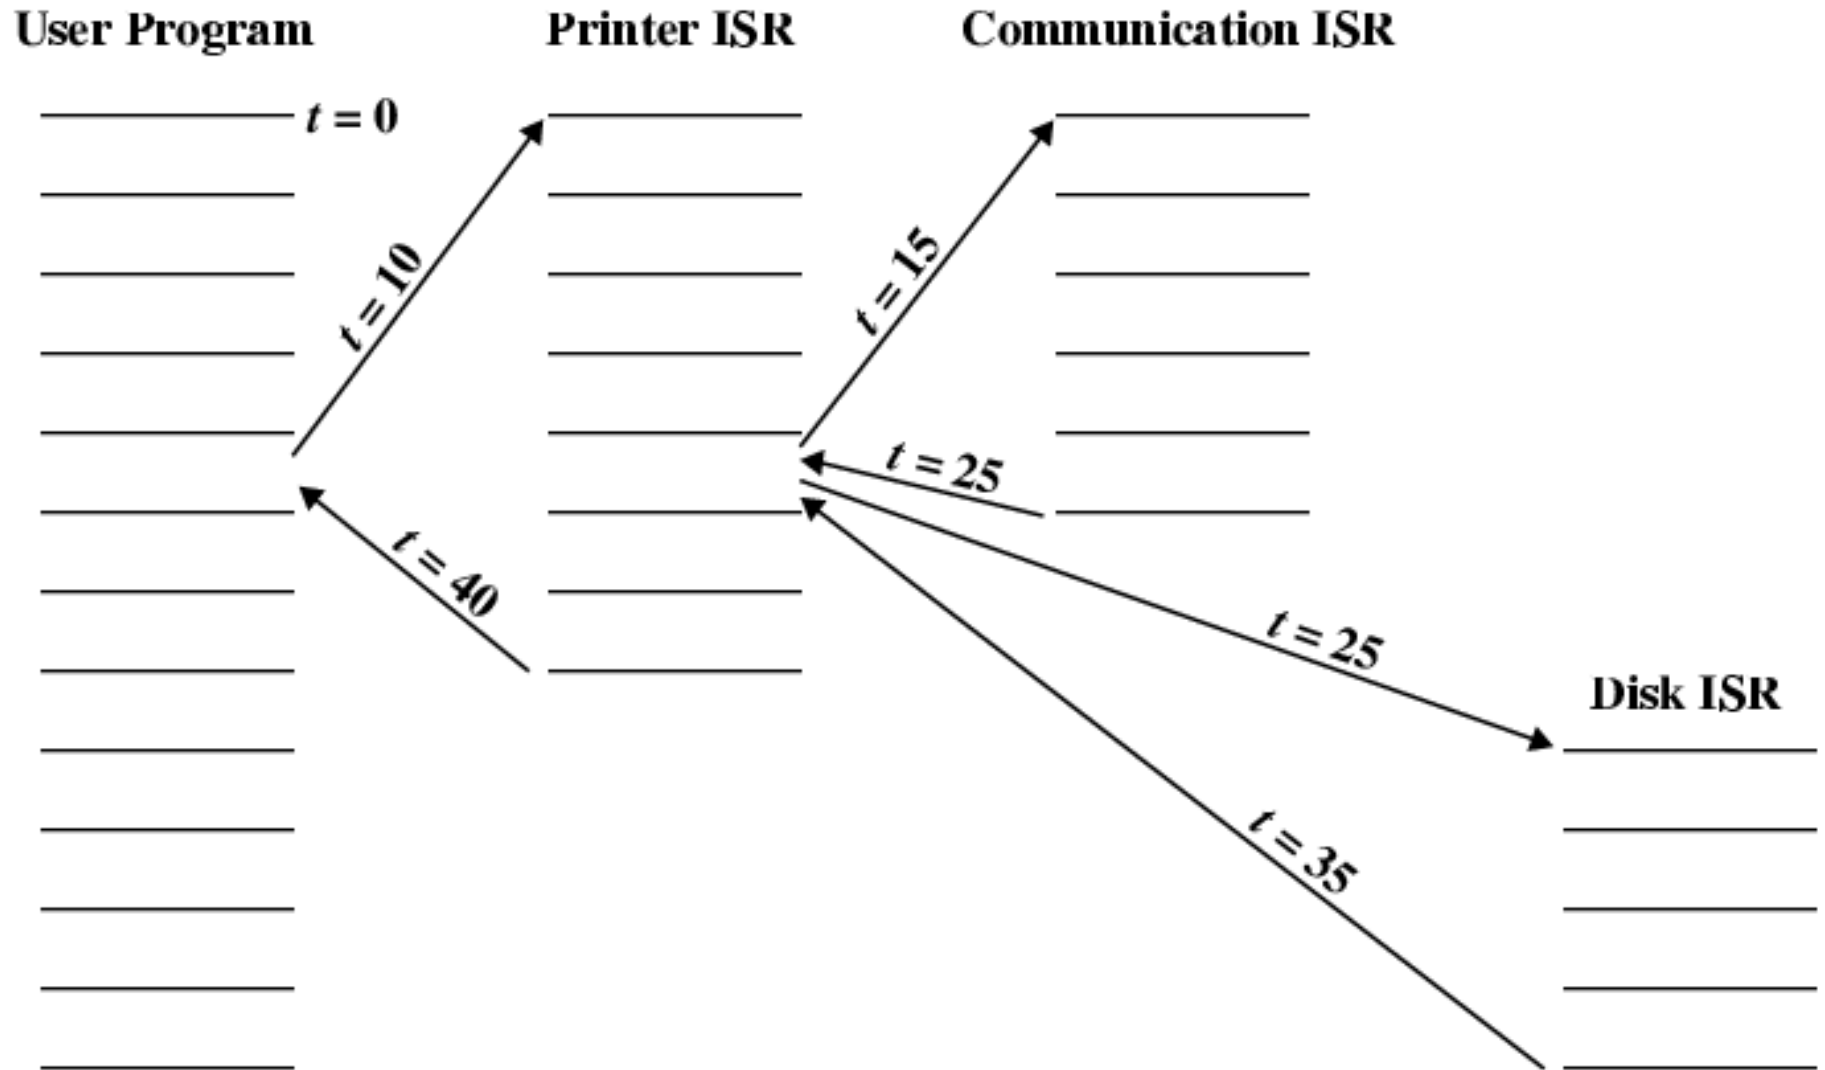 User Program
Printer ISR
Communication ISR
t = 0
t = 10
t = 15
t = 25
t = 40
t = 25
Disk ISR
t = 35